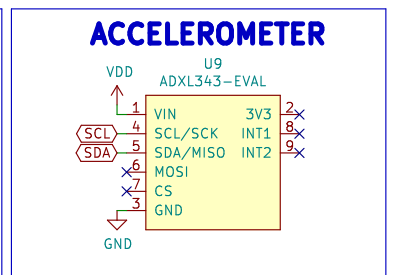 ACCELEROMETER
U9
ADXL343-EVAL
VDD
1 VIN 3V3 2
SCL 4 SCL/SCK INT1 8
SDA 5 SDA/MISO INT2 9
6 MOSI
7 CS
3 GND
GND